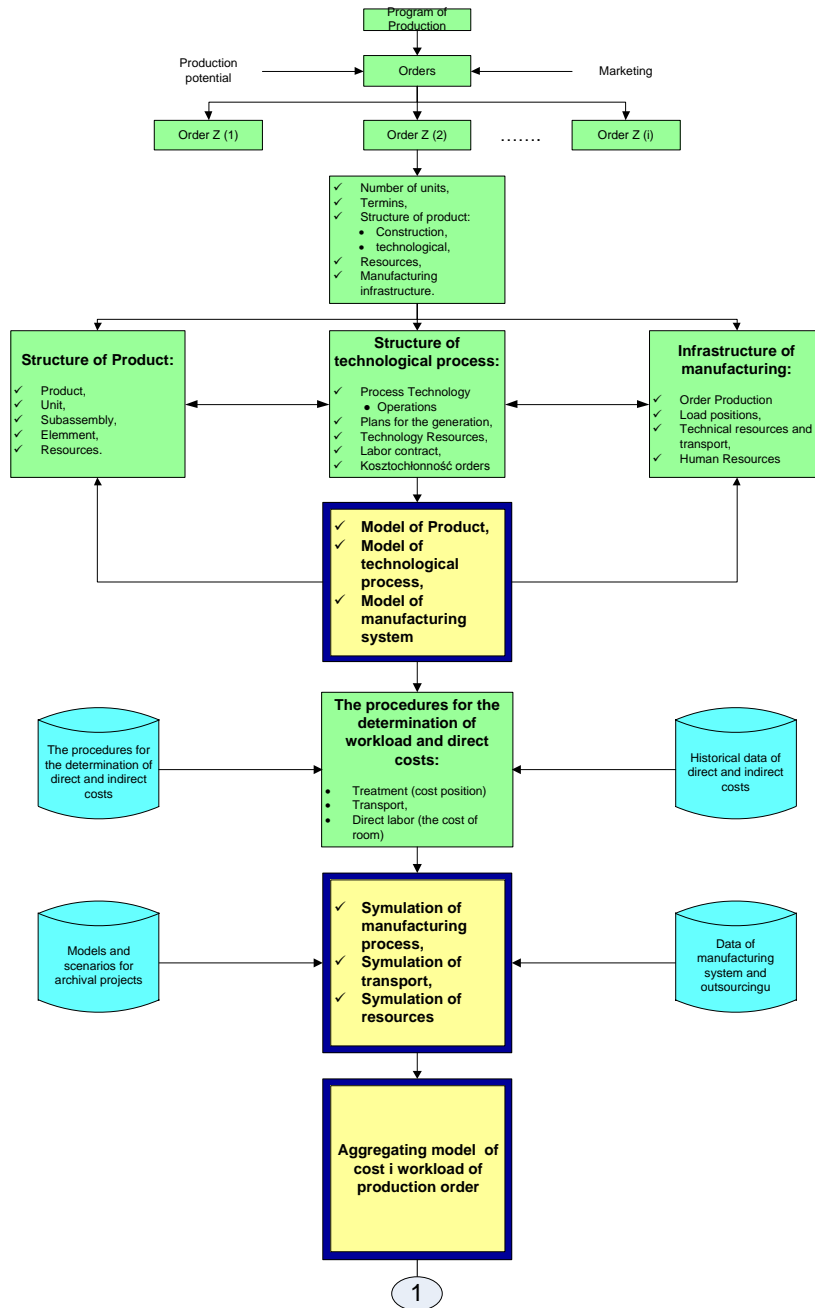 Program of
Production
Production
potential
Orders
Marketing
Order Z (1)
Order Z (2)
.......
Order Z (i)
✓ Number of units,
✓ Termins,
✓ Structure of product:
• Construction,
• technological,
✓ Resources,
✓ Manufacturing
infrastructure.
Structure of Product:
✓ Product,
✓ Unit,
✓ Subassembly,
✓ Elemment,
✓ Resources.
Structure of
technological process:
✓ Process Technology
• Operations
✓ Plans for the generation,
✓ Technology Resources,
✓ Labor contract,
✓ Kosztochłonność orders
Infrastructure of
manufacturing:
✓ Order Production
✓ Load positions,
✓ Technical resources and
transport,
✓ Human Resources
✓ Model of Product,
✓ Model of
technological
process,
✓ Model of
manufacturing
system
The procedures for
the determination of
direct and indirect
costs
The procedures for the
determination of
workload and direct
costs:
• Treatment (cost position)
• Transport,
• Direct labor (the cost of
room)
Historical data of
direct and indirect
costs
Models and
scenarios for
archival projects
✓ Symulation of
manufacturing
process,
✓ Symulation of
transport,
✓ Symulation of
resources
Data of
manufacturing
system and
outsourcingu
Aggregating model of
cost i workload of
production order
1